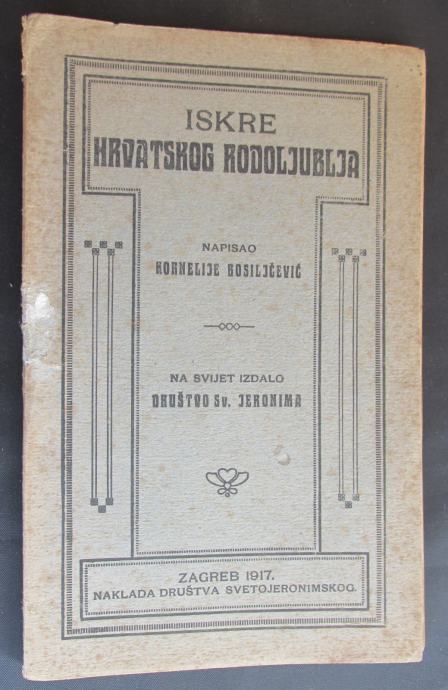 ISKRE
HRVATSKOG RODOLJUBLJA
NAPISAO
KORNELIJE BOSILJČEVIĆ
NA SVIJET IZDALO
DRUŠTVO Sv. JERONIMA
ZAGREB 1917.
NAKLADA DRUŠTVA SVETOJERONIMSKOG.